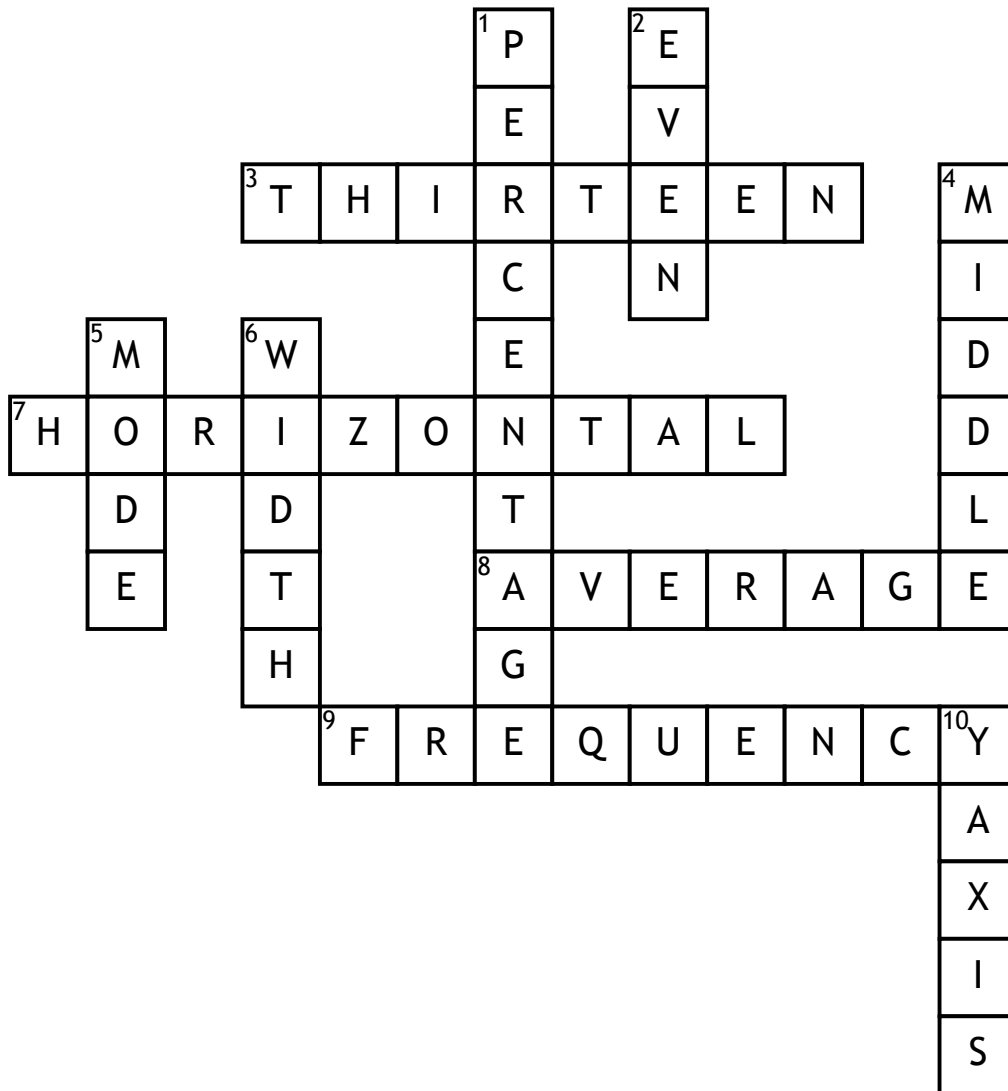 1 P 2 E
E V
3 T H I R T E E N 4 M
C N I
5 M 6 W E D
7 H O R I Z O N T A L D
D D T L
E T 8 A V E R A G E
H G
9 F R E Q U E N C 10 Y
A
X
I
S